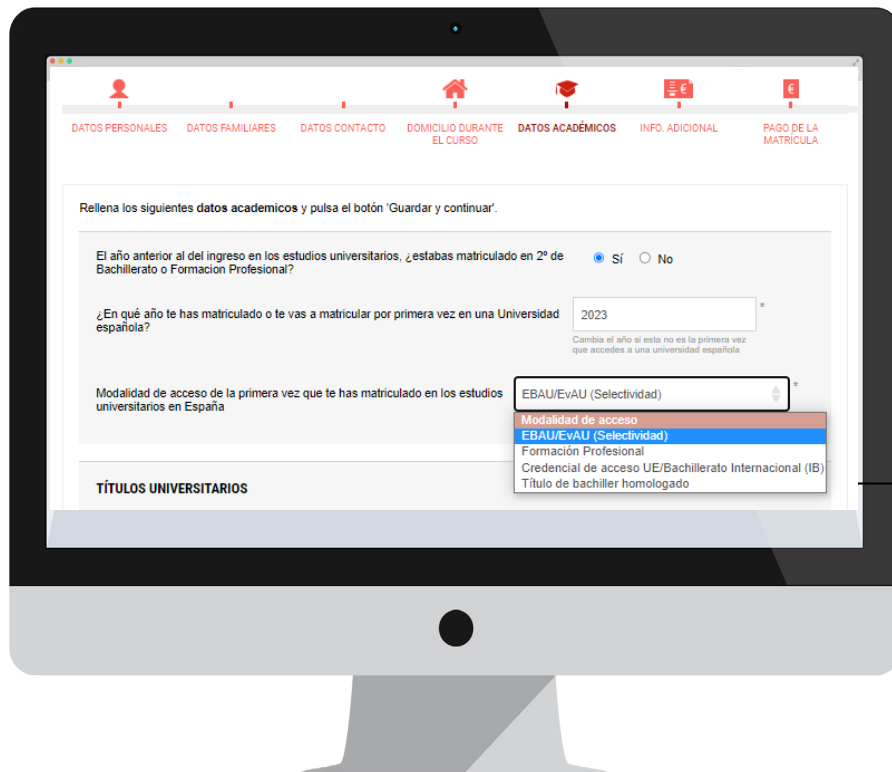 DATOS PERSONALES
DATOS FAMILIARES
DATOS CONTACTO
DOMICILIO DURANTE
EL CURSO
DATOS ACADÉMICOS
INFO. ADICIONAL
PAGO DE LA
MATRÍCULA
Rellena los siguientes datos academicos y pulsa el botón 'Guardar y continuar'.
El año anterior al del ingreso en los estudios universitarios, ¿estabas matriculado en 2º de
Bachillerato o Formacion Profesional?
Sí
No
¿En qué año te has matriculado o te vas a matricular por primera vez en una Universidad
española?
2023
*
Cambia el año si esta no es la primera vez
que accedes a una universidad española
Modalidad de acceso de la primera vez que te has matriculado en los estudios
universitarios en España
EBAU/EvAU (Selectividad)
*
Modalidad de acceso
EBAU/EvAU (Selectividad)
Formación Profesional
Credencial de acceso UE/Bachillerato Internacional (IB)
Título de bachiller homologado
TÍTULOS UNIVERSITARIOS